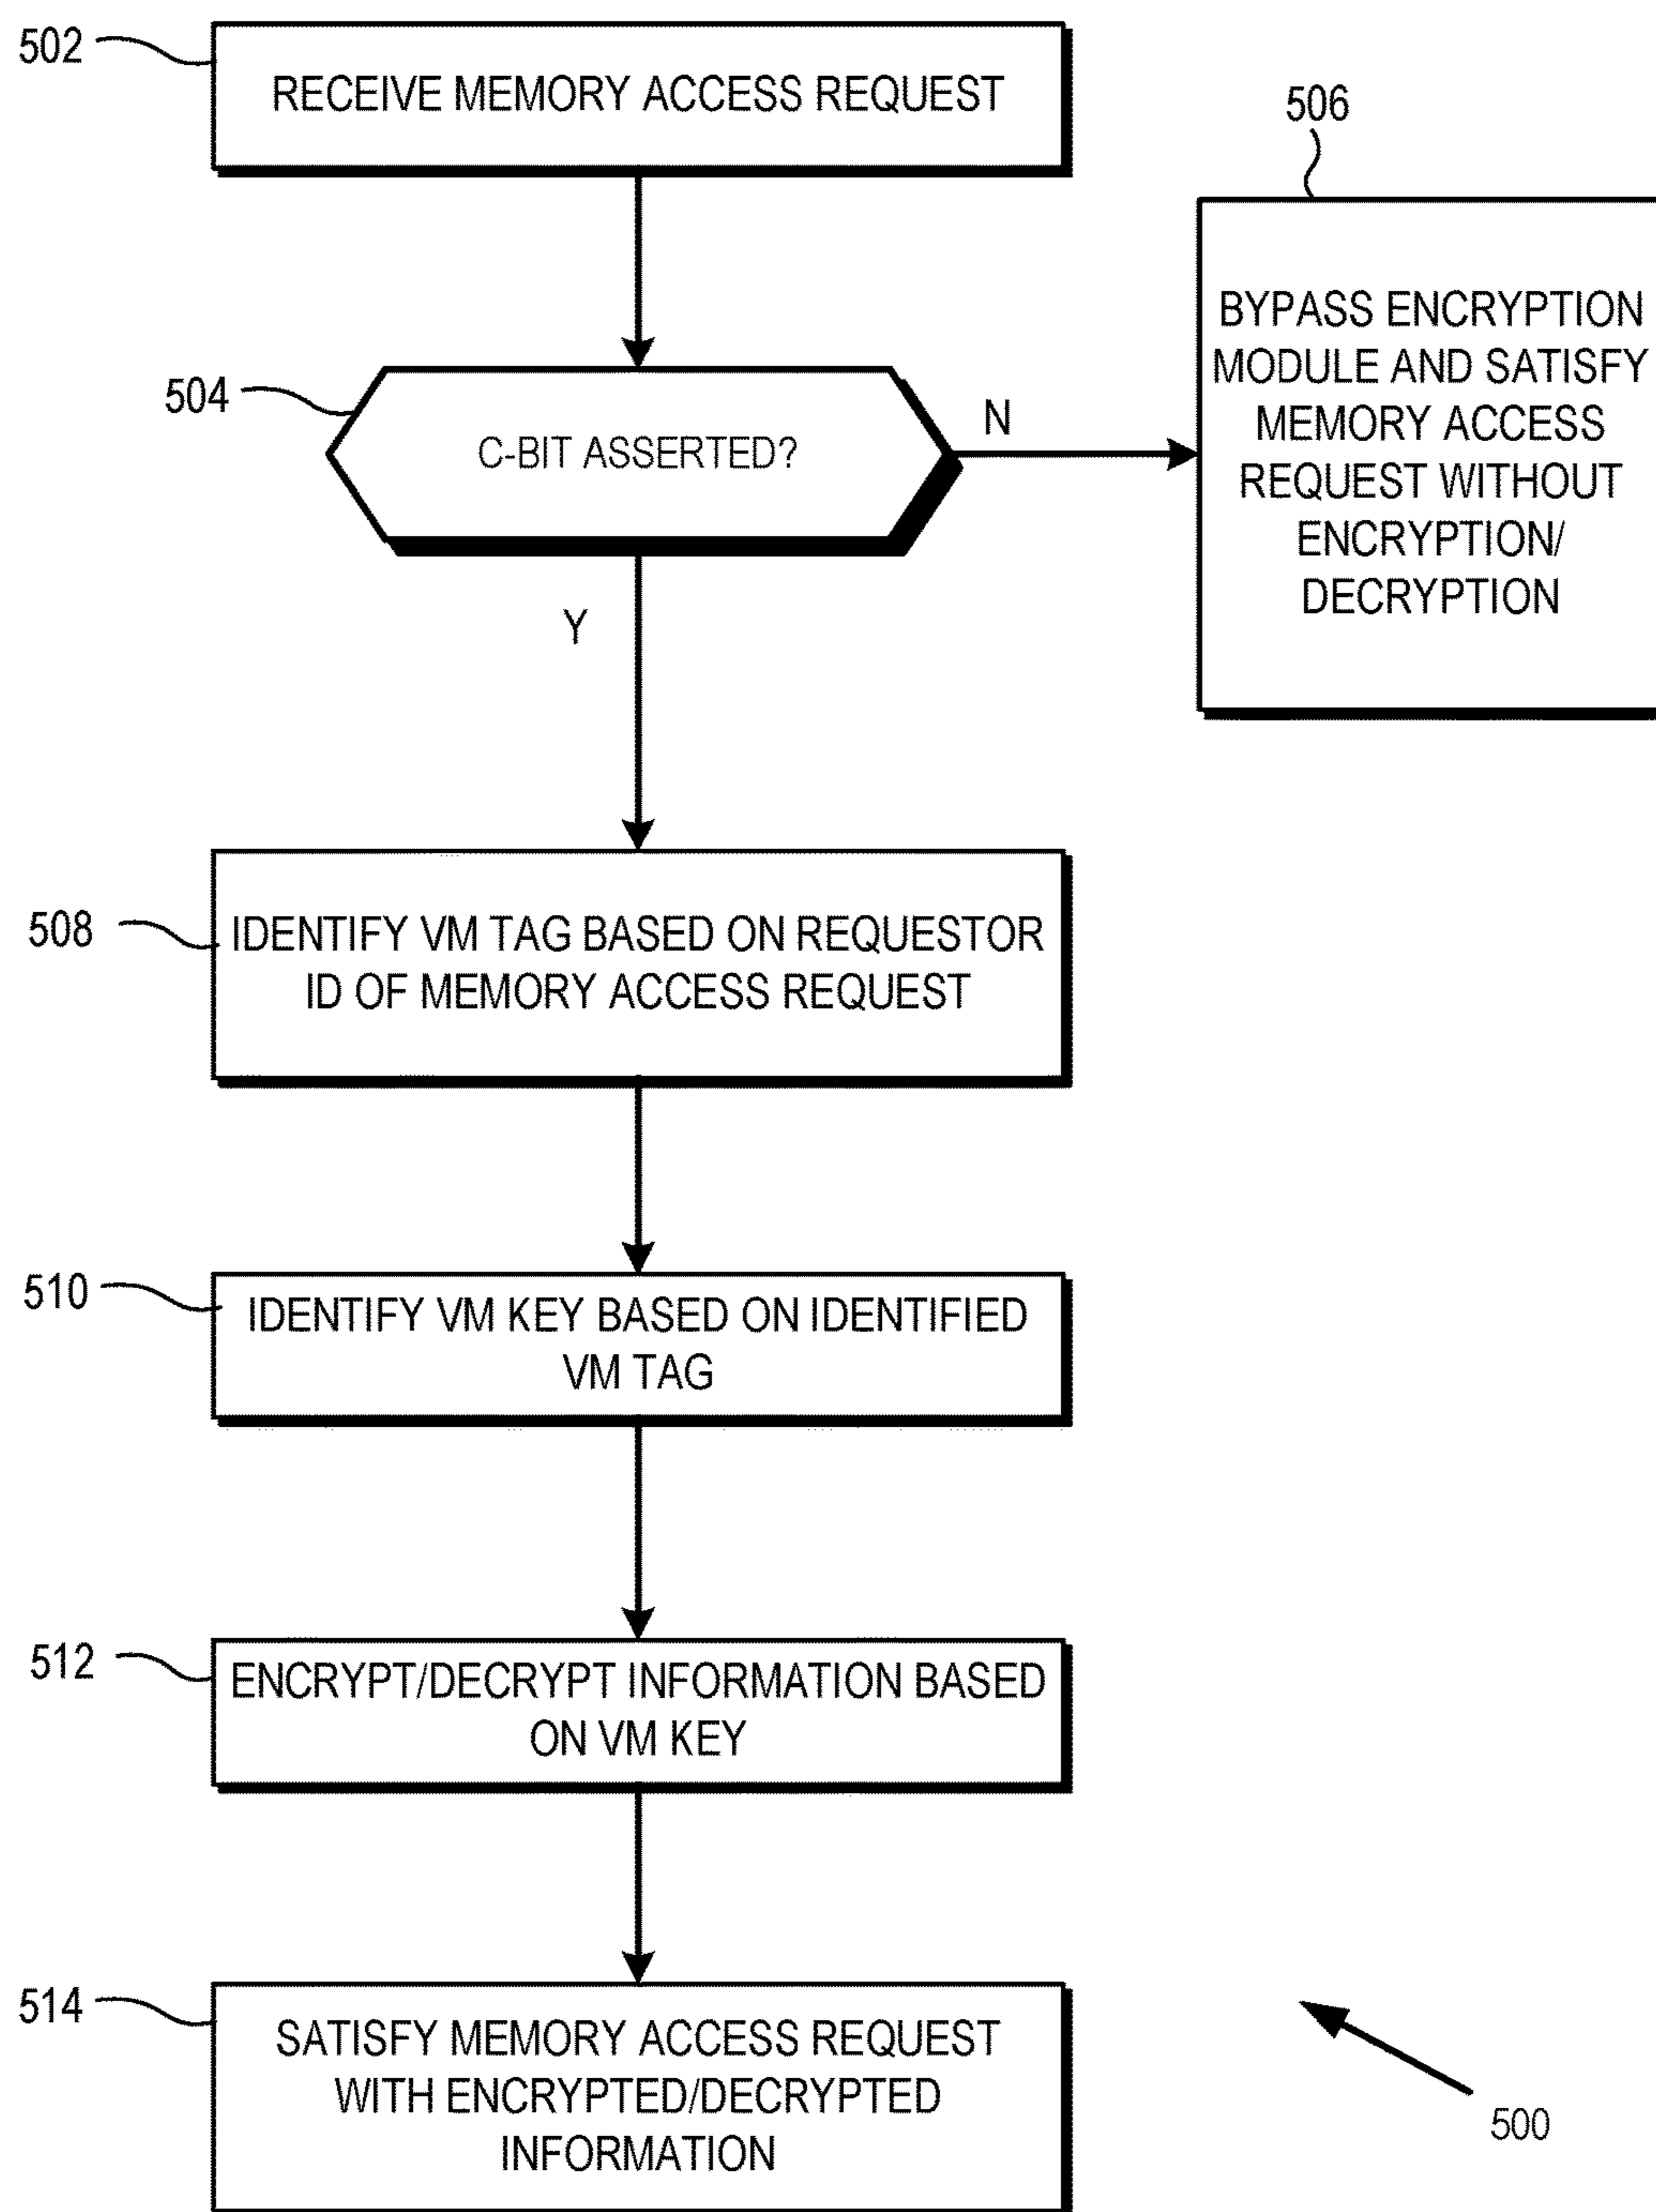 502
RECEIVE MEMORY ACCESS REQUEST
506
BYPASS ENCRYPTION
MODULE AND SATISFY
MEMORY ACCESS
REQUEST WITHOUT
ENCRYPTION/
DECRYPTION
504
C-BIT ASSERTED?
N
Y
508
IDENTIFY VM TAG BASED ON REQUESTOR
ID OF MEMORY ACCESS REQUEST
510
IDENTIFY VM KEY BASED ON IDENTIFIED
VM TAG
512
ENCRYPT/DECRYPT INFORMATION BASED
ON VM KEY
514
SATISFY MEMORY ACCESS REQUEST
WITH ENCRYPTED/DECRYPTED
INFORMATION
500